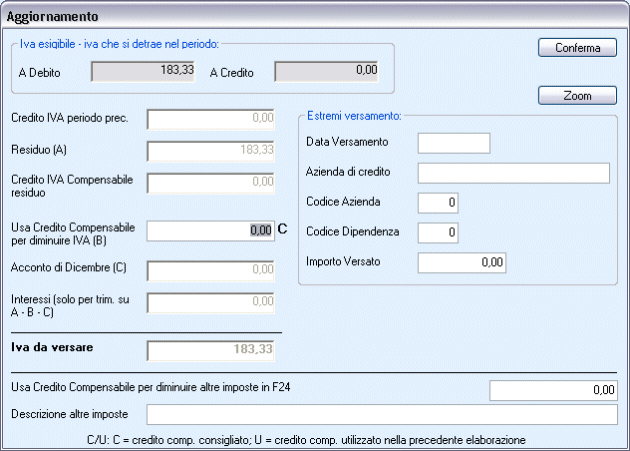 Aggiornamento
Iva esigibile - iva che si detrae nel periodo:
A Debito 183,33 A Credito 0,00
Conferma
Zoom
Credito IVA periodo prec. 0,00
Residuo (A) 183,33
Credito IVA Compensabile
residuo 0,00
Usa Credito Compensabile
per diminuire IVA (B) 0,00 C
Acconto di Dicembre (C) 0,00
Interessi (solo per trim. su
A - B - C) 0,00
Iva da versare 183,33
Estremi versamento:
Data Versamento
Azienda di credito
Codice Azienda 0
Codice Dipendenza 0
Importo Versato 0,00
Usa Credito Compensabile per diminuire altre imposte in F24 0,00
Descrizione altre imposte
C/U: C = credito comp. consigliato; U = credito comp. utilizzato nella precedente elaborazione